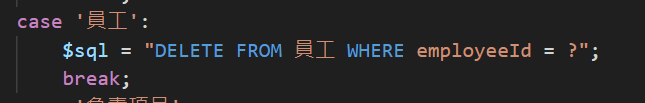 case '員工':
$sql = "DELETE FROM 員工 WHERE employeeId = ?";
break;